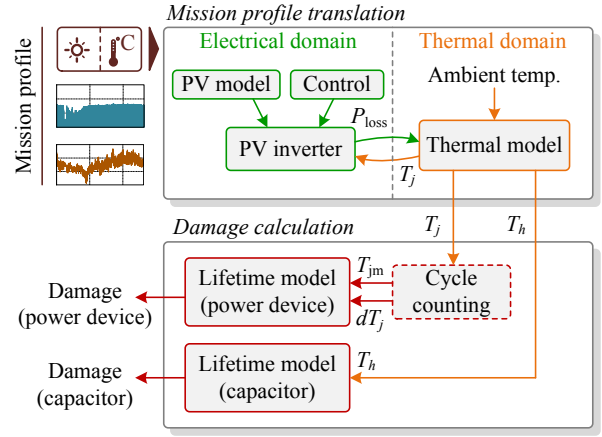 Mission profile translation
Mission profile
°C
Electrical domain
Thermal domain
PV model
Control
Ambient temp.
P_loss
PV inverter
Thermal model
T_j
T_j
T_h
Damage calculation
Lifetime model
(power device)
T_jm
dT_j
Cycle
counting
Damage
(power device)
Lifetime model
(capacitor)
T_h
Damage
(capacitor)